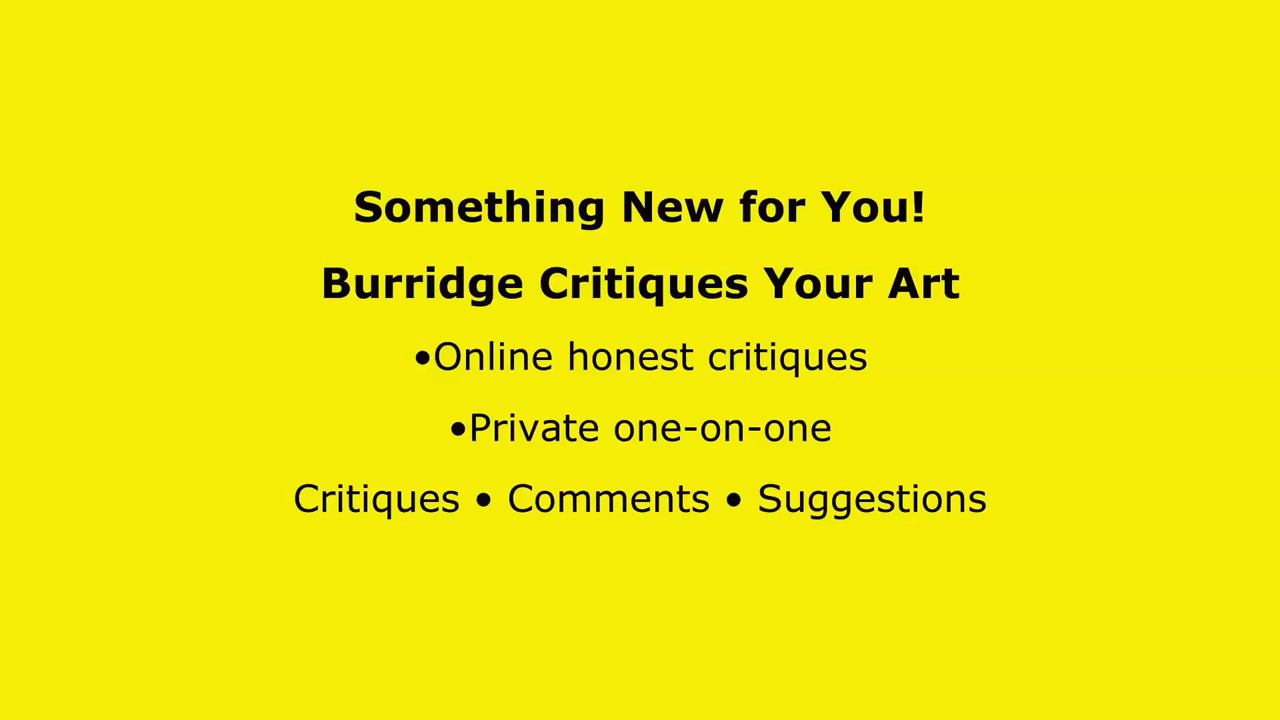 Something New for You!
Burridge Critiques Your Art
•Online honest critiques
•Private one-on-one
Critiques • Comments • Suggestions